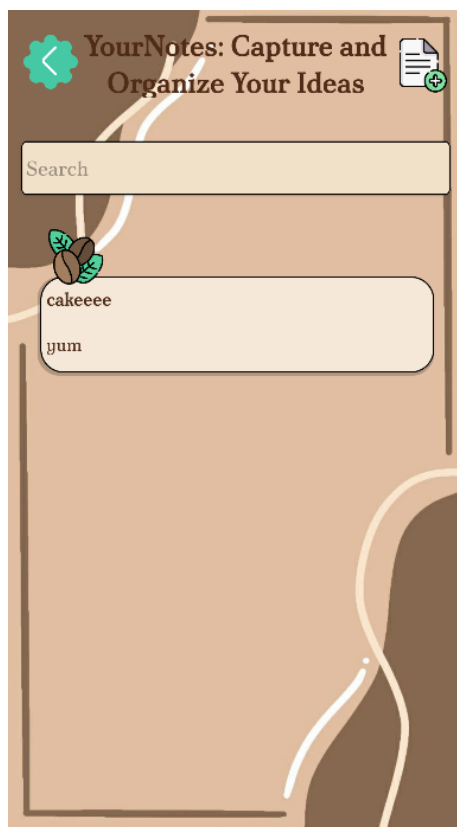 YourNotes: Capture and
Organize Your Ideas
Search
cakeeee
yum